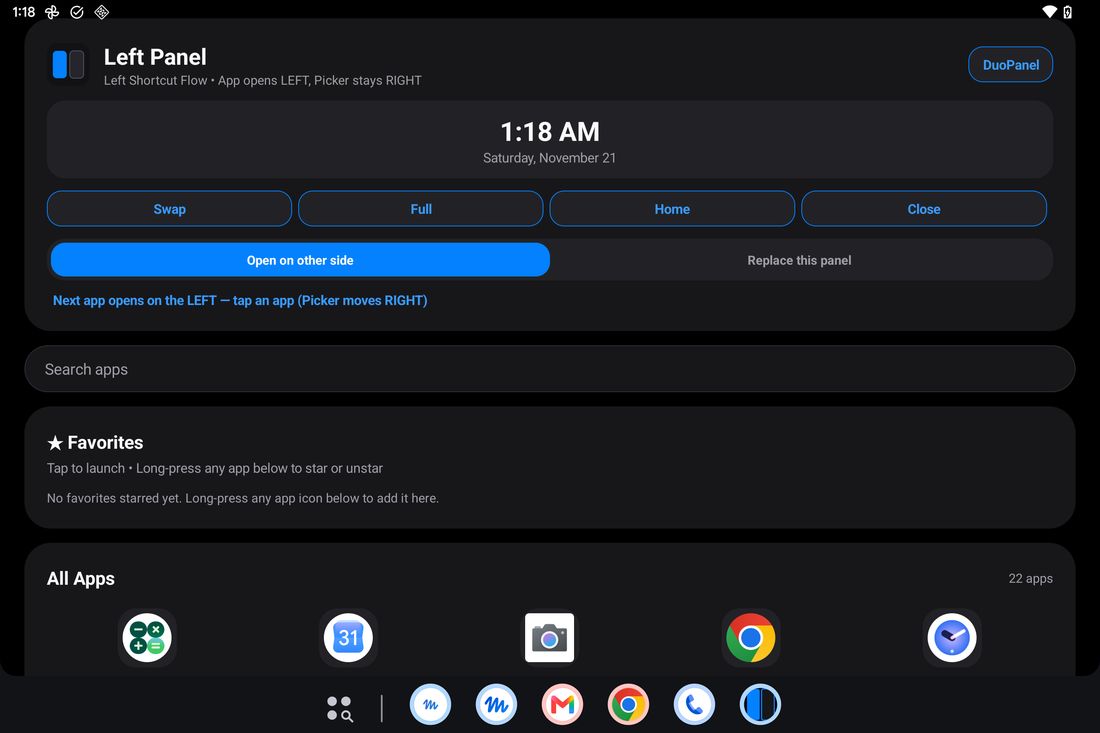 1:18
Left Panel
Left Shortcut Flow • App opens LEFT, Picker stays RIGHT
DuoPanel
1:18 AM
Saturday, November 21
Swap
Full
Home
Close
Open on other side
Replace this panel
Next app opens on the LEFT — tap an app (Picker moves RIGHT)
Search apps
★ Favorites
Tap to launch • Long-press any app below to star or unstar
No favorites starred yet. Long-press any app icon below to add it here.
All Apps
22 apps
31